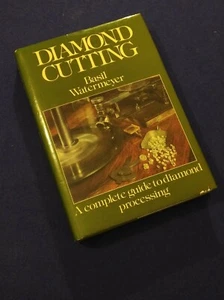 DIAMOND
CUTTING
Basil
Watermeyer
A complete guide to diamond
processing